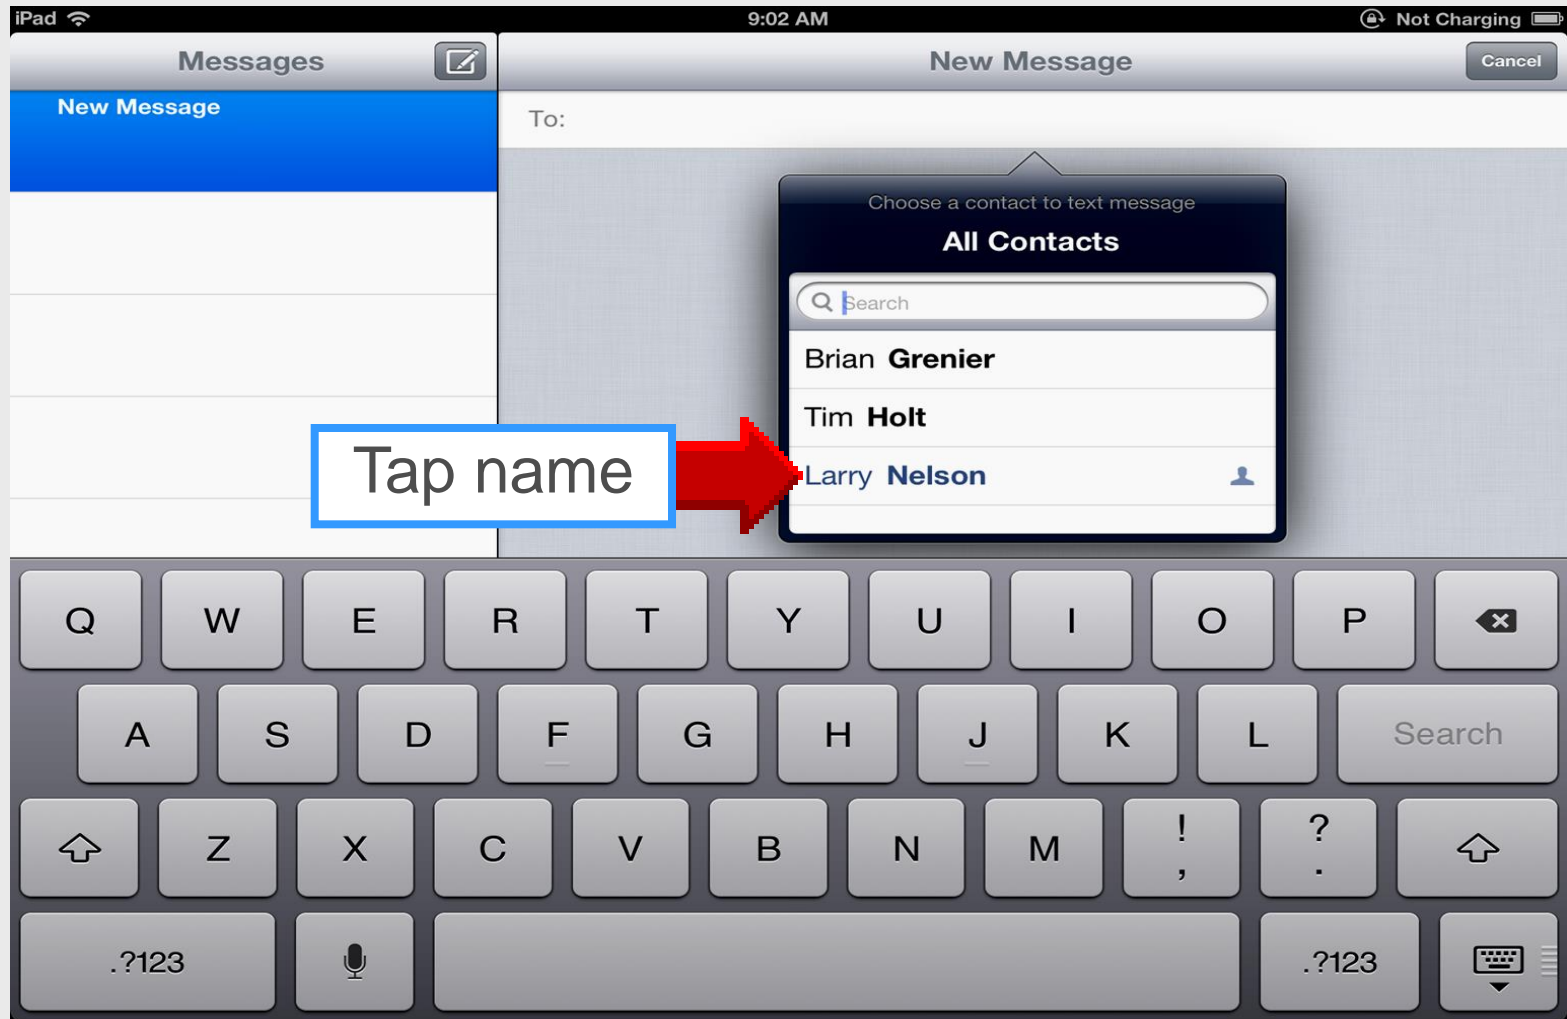 iPad 9:02 AM Not Charging
Messages New Message Cancel
New Message
To:
Choose a contact to text message
All Contacts
Search
Brian Grenier
Tim Holt
Tap name
Larry Nelson
Q W E R T Y U I O P
A S D F G H J K L Search
Z X C V B N M ! , ? .
.?123 .?123